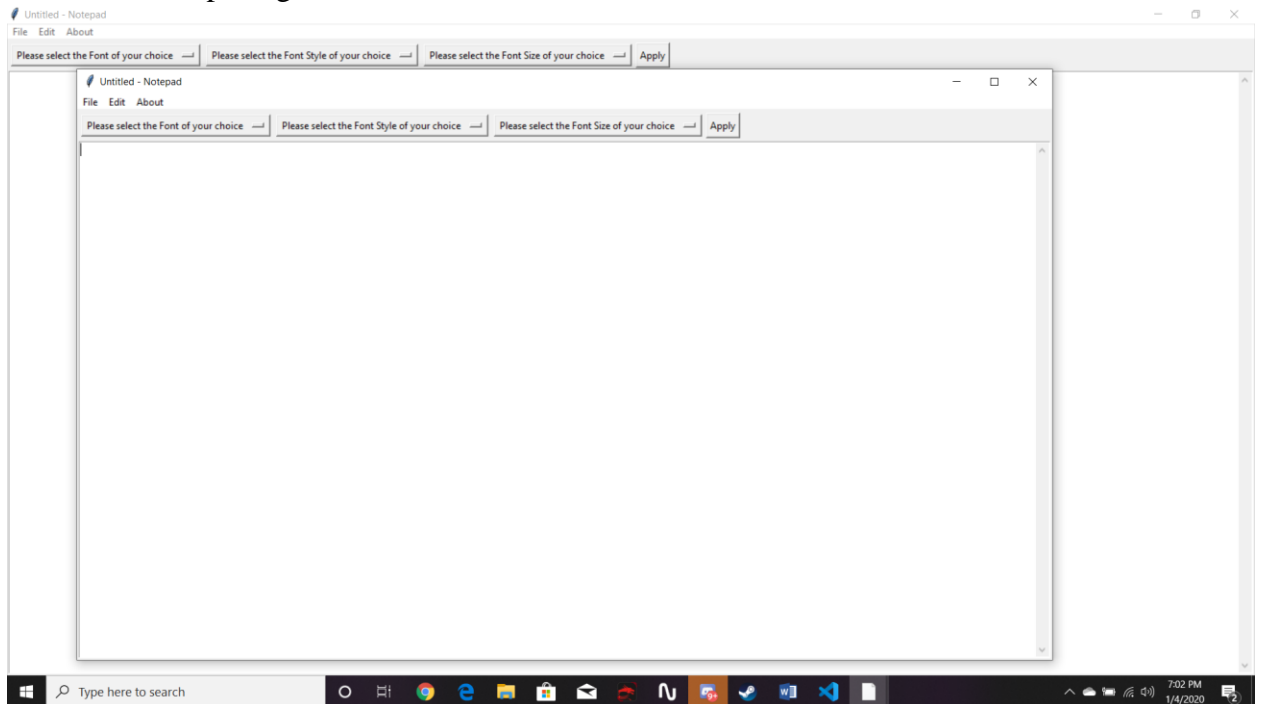 Untitled - Notepad
File Edit About
Please select the Font of your choice Please select the Font Style of your choice Please select the Font Size of your choice Apply
Untitled - Notepad
File Edit About
Please select the Font of your choice Please select the Font Style of your choice Please select the Font Size of your choice Apply
Type here to search
7:02 PM
1/4/2020